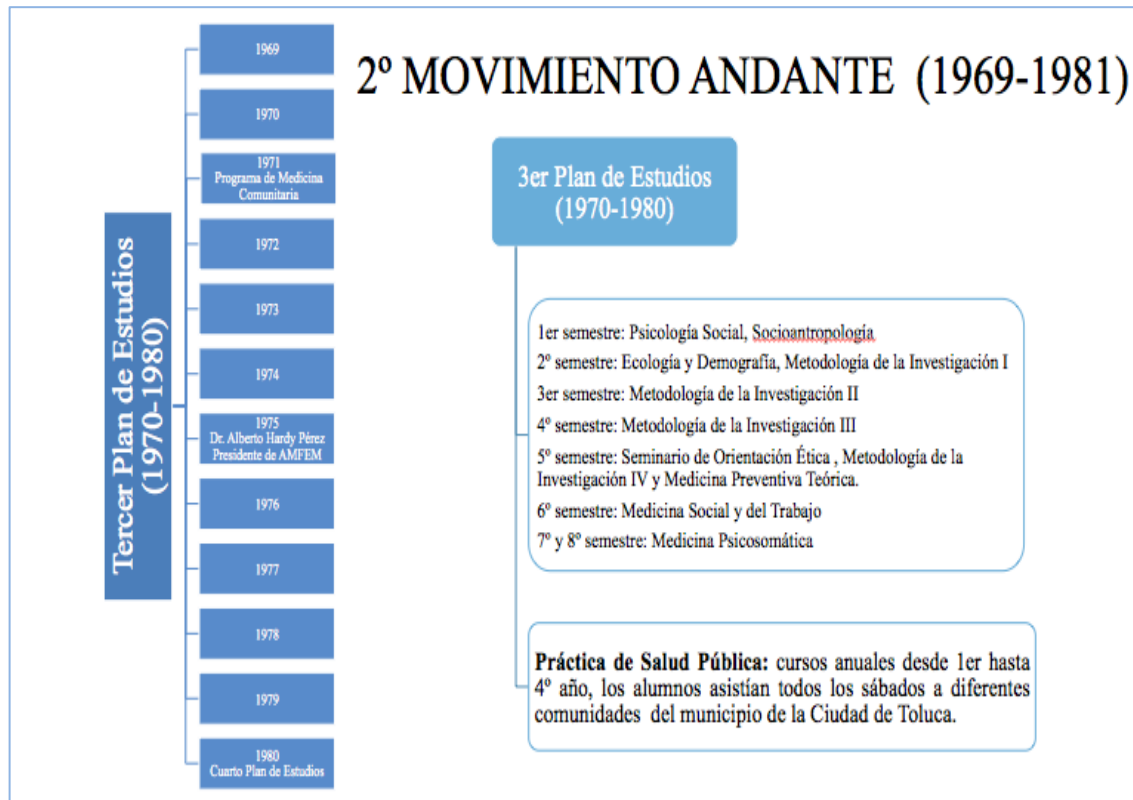 2º MOVIMIENTO ANDANTE (1969-1981)
Tercer Plan de Estudios
(1970-1980)
1969
1970
1971
Programa de Medicina
Comunitaria
1972
1973
1974
1975
Dr. Alberto Hardy Pérez
Presidente de AMFEM
1976
1977
1978
1979
1980
Cuarto Plan de Estudios
3er Plan de Estudios
(1970-1980)
1er semestre: Psicología Social, Socioantropología
2º semestre: Ecología y Demografía, Metodología de la Investigación I
3er semestre: Metodología de la Investigación II
4º semestre: Metodología de la Investigación III
5º semestre: Seminario de Orientación Ética , Metodología de la
Investigación IV y Medicina Preventiva Teórica.
6º semestre: Medicina Social y del Trabajo
7º y 8º semestre: Medicina Psicosomática
Práctica de Salud Pública: cursos anuales desde 1er hasta
4º año, los alumnos asistían todos los sábados a diferentes
comunidades del municipio de la Ciudad de Toluca.